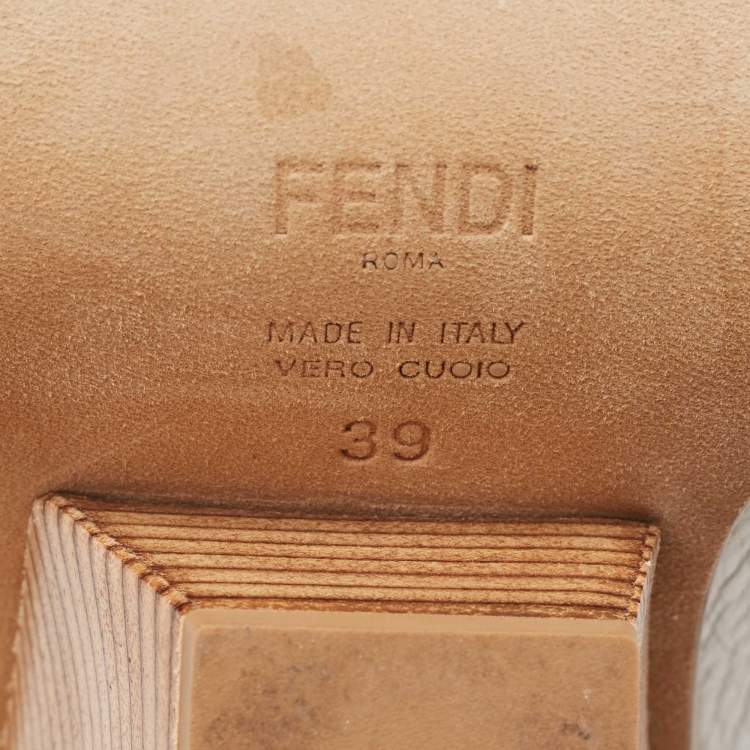 FENDI
ROMA
MADE IN ITALY
VERO CUOIO
39